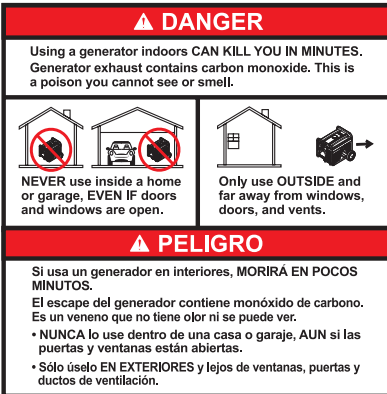 DANGER
Using a generator indoors CAN KILL YOU IN MINUTES.
Generator exhaust contains carbon monoxide. This is
a poison you cannot see or smell.
NEVER use inside a home
or garage, EVEN IF doors
and windows are open.
Only use OUTSIDE and
far away from windows,
doors, and vents.
PELIGRO
Si usa un generador en interiores, MORIRÁ EN POCOS
MINUTOS.
El escape del generador contiene monóxido de carbono.
Es un veneno que no tiene olor ni se puede ver.
• NUNCA lo use dentro de una casa o garaje, AUN si las
puertas y ventanas están abiertas.
• Sólo úselo EN EXTERIORES y lejos de ventanas, puertas y
ductos de ventilación.